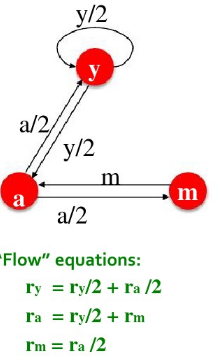 y/2
y
a/2
y/2
m
a
m
a/2
"Flow" equations:
ry = ry/2 + ra /2
ra = ry/2 + rm
rm = ra /2